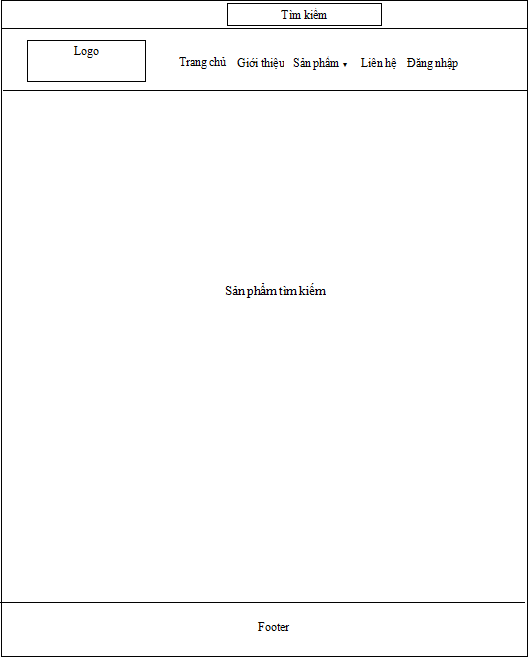 Tìm kiếm
Logo
Trang chủ Giới thiệu Sản phẩm ▼ Liên hệ Đăng nhập
Sản phẩm tìm kiếm
Footer